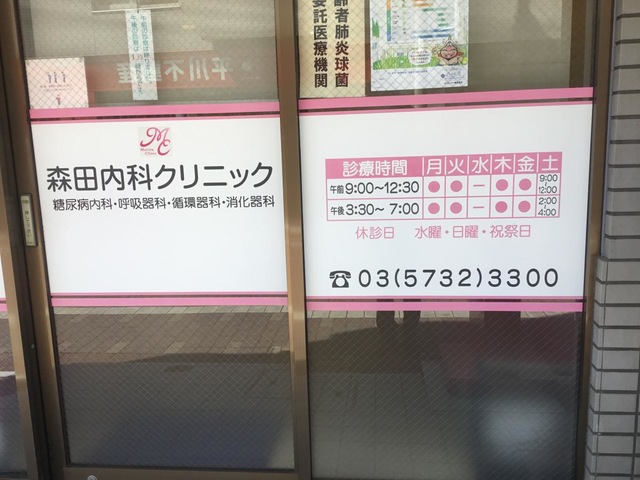 齢者肺炎球菌
委託医療機関
平川不動産
MC
Morita Clinic
森田内科クリニック
糖尿病内科・呼吸器科・循環器科・消化器科
診療時間 月 火 水 木 金 土
午前 9:00〜12:30 ● ● − ● ● 9:00〜12:00
午後 3:30〜 7:00 ● ● − ● ● 2:00〜4:00
休診日 水曜・日曜・祝祭日
☎ 03(5732)3300